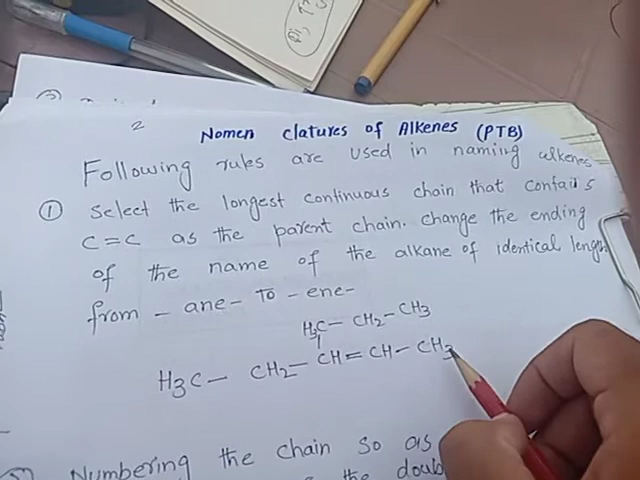 2
Nomen clatures of Alkenes (PTB)
Following rules are used in naming alkenes
① Select the longest continuous chain that contains
C=C as the parent chain. change the ending
of the name of the alkane of identical length
from - ane - To - ene -
H3C - CH2 - CH3
H3C - CH2 - CH = CH - CH3
Numbering the chain so as
the doub